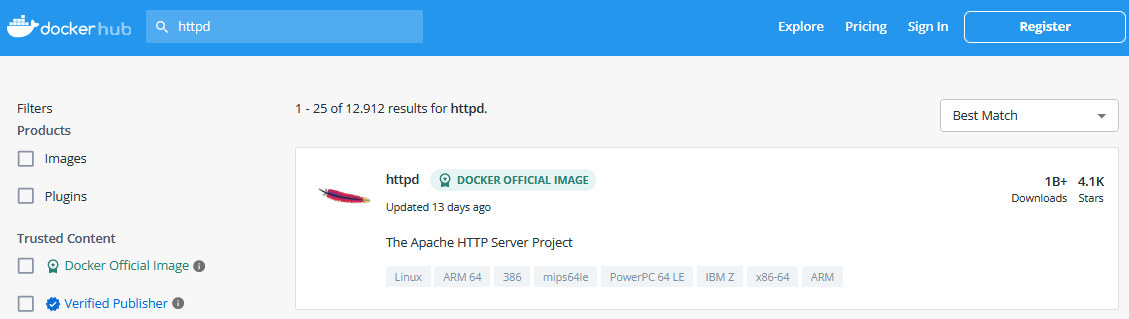 docker hub
httpd
Explore
Pricing
Sign In
Register
Filters
Products
Images
Plugins
Trusted Content
Docker Official Image
Verified Publisher
1 - 25 of 12.912 results for httpd.
Best Match
httpd
DOCKER OFFICIAL IMAGE
Updated 13 days ago
1B+
Downloads
4.1K
Stars
The Apache HTTP Server Project
Linux
ARM 64
386
mips64le
PowerPC 64 LE
IBM Z
x86-64
ARM